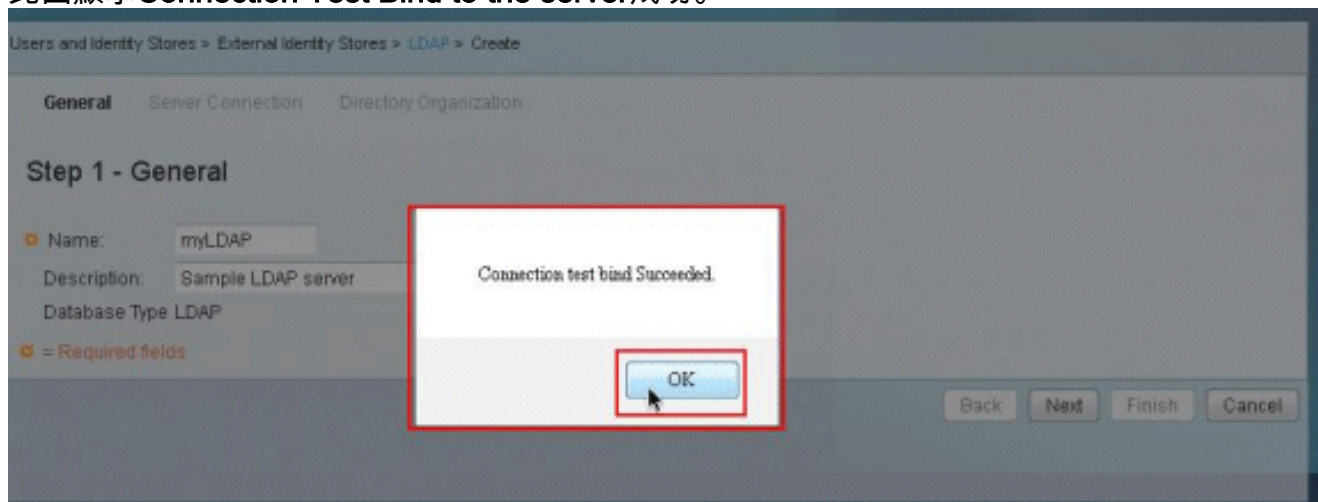 Users and Identity Stores > External Identity Stores > LDAP > Create
General Server Connection Directory Organization
Step 1 - General
Name: myLDAP
Description: Sample LDAP server
Database Type LDAP
= Required fields
Connection test bind Succeeded.
OK
Back Next Finish Cancel